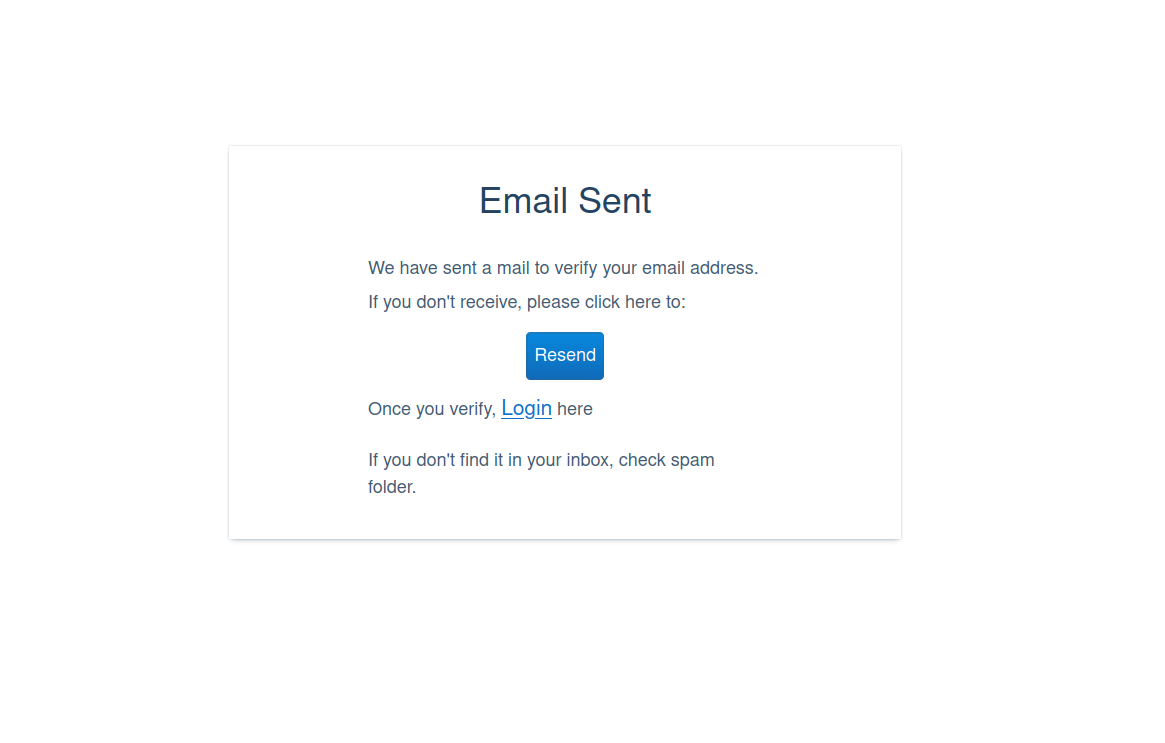 Email Sent
We have sent a mail to verify your email address.
If you don't receive, please click here to:
Resend
Once you verify, Login here
If you don't find it in your inbox, check spam
folder.